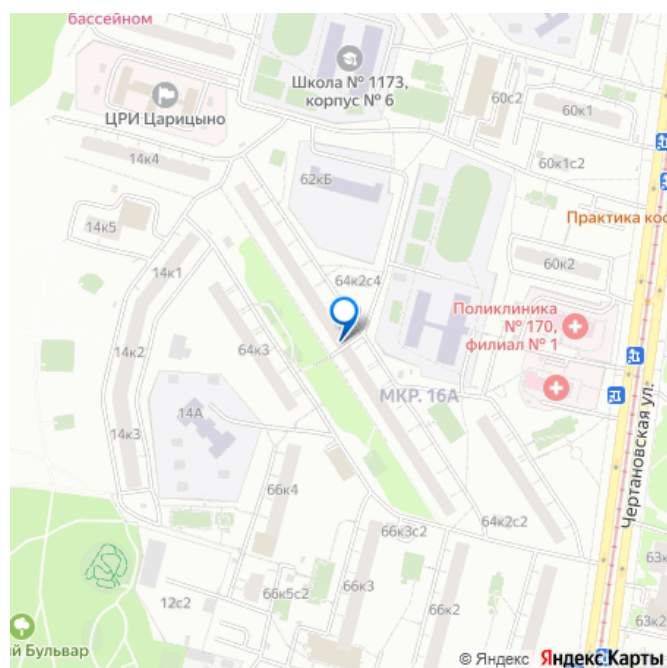 бассейном
Школа № 1173,
корпус № 6
ЦРИ Царицыно
60с2
60к1
14к4
60к1с2
62кБ
Практика кос
14к5
14к1
60к2
64к2с4
Поликлиника
№ 170,
филиал № 1
14к2
64к3
МКР. 16А
14А
14к3
Чертановская ул.
66к4
64к2с2
66к3с2
63к
12с2
66к5с2
66к3
66к2
63к2
ий Бульвар
© Яндекс Яндекс Карты